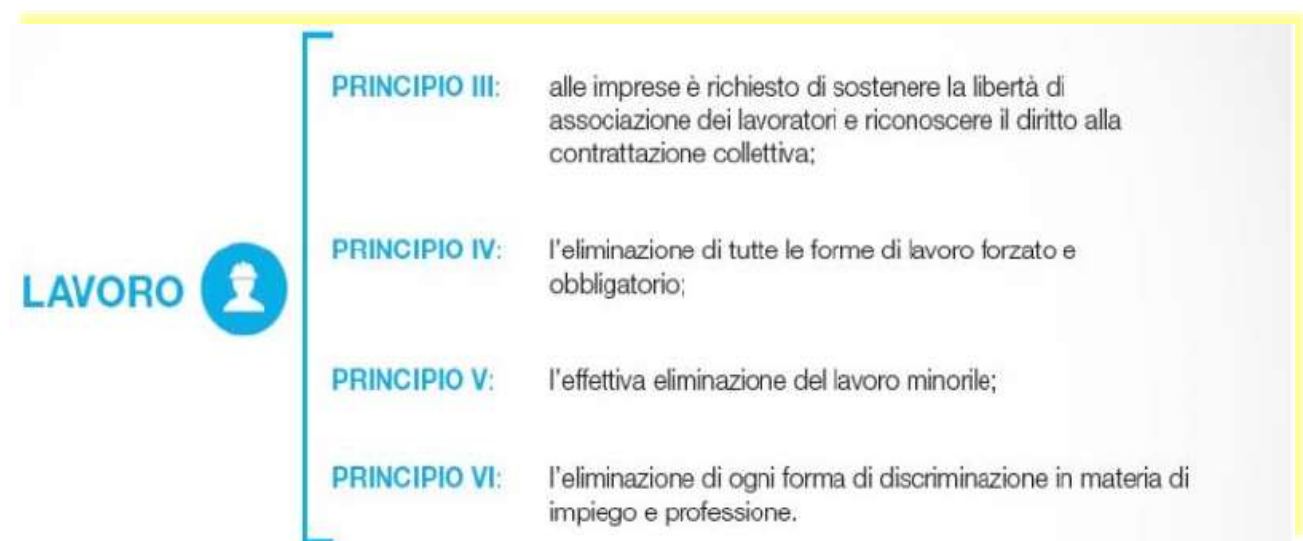 PRINCIPIO III: alle imprese è richiesto di sostenere la libertà di
associazione dei lavoratori e riconoscere il diritto alla
contrattazione collettiva;
PRINCIPIO IV: l'eliminazione di tutte le forme di lavoro forzato e
obbligatorio;
LAVORO
PRINCIPIO V: l'effettiva eliminazione del lavoro minorile;
PRINCIPIO VI: l'eliminazione di ogni forma di discriminazione in materia di
impiego e professione.